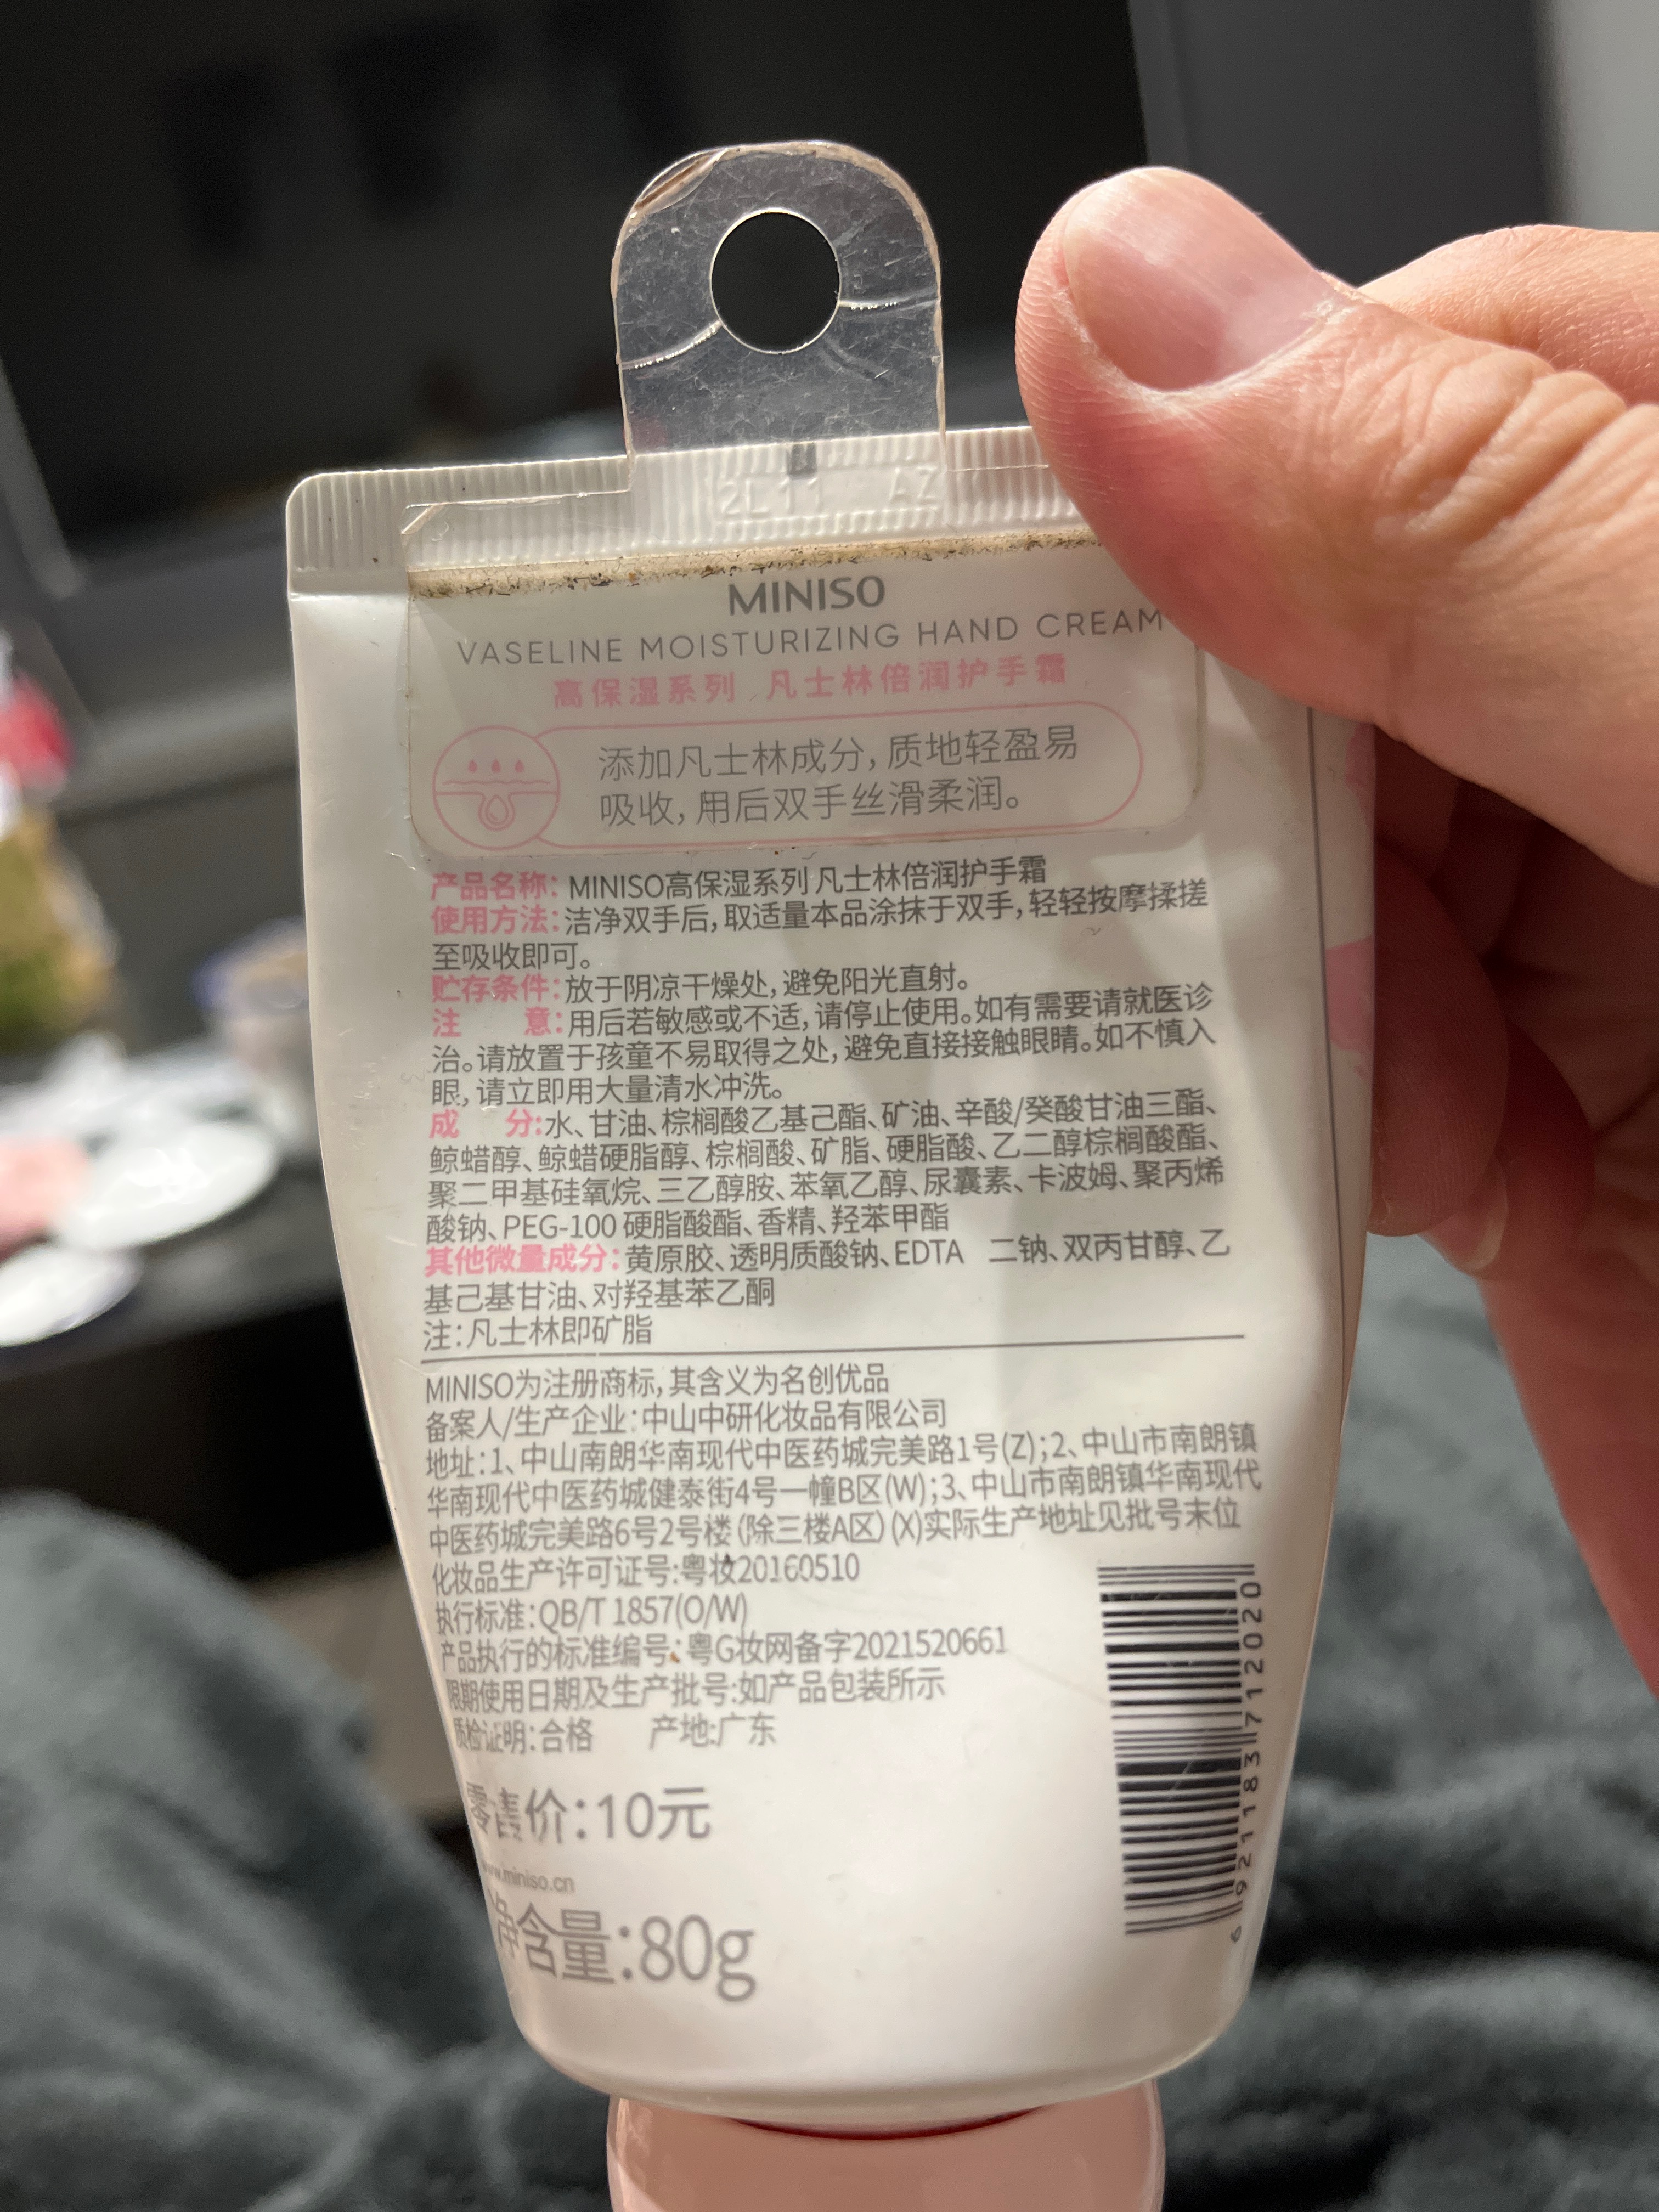 2L11 AZ
MINISO
VASELINE MOISTURIZING HAND CREAM
高保湿系列 凡士林倍润护手霜
添加凡士林成分,质地轻盈易
吸收,用后双手丝滑柔润。
产品名称: MINISO高保湿系列 凡士林倍润护手霜
使用方法:洁净双手后,取适量本品涂抹于双手,轻轻按摩揉搓
至吸收即可。
贮存条件:放于阴凉干燥处,避免阳光直射。
注 意:用后若敏感或不适,请停止使用。如有需要请就医诊
治。请放置于孩童不易取得之处,避免直接接触眼睛。如不慎入
眼,请立即用大量清水冲洗。
成 分:水、甘油、棕榈酸乙基己酯、矿油、辛酸/癸酸甘油三酯、
鲸蜡醇、鲸蜡硬脂醇、棕榈酸、矿脂、硬脂酸、乙二醇棕榈酸酯、
聚二甲基硅氧烷、三乙醇胺、苯氧乙醇、尿囊素、卡波姆、聚丙烯
酸钠、PEG-100 硬脂酸酯、香精、羟苯甲酯
其他微量成分:黄原胶、透明质酸钠、EDTA 二钠、双丙甘醇、乙
基己基甘油、对羟基苯乙酮
注:凡士林即矿脂
MINISO为注册商标,其含义为名创优品
备案人/生产企业:中山中研化妆品有限公司
地址:1、中山南朗华南现代中医药城完美路1号(Z);2、中山市南朗镇
华南现代中医药城健泰街4号一幢B区(W);3、中山市南朗镇华南现代
中医药城完美路6号2号楼(除三楼A区)(X)实际生产地址见批号末位
化妆品生产许可证号:粤妆20160510
执行标准:QB/T 1857(O/W)
产品执行的标准编号:粤G妆网备字2021520661
限期使用日期及生产批号:如产品包装所示
质检证明:合格 产地:广东
零售价:10元
www.miniso.cn
净含量:80g
6 921183 712020